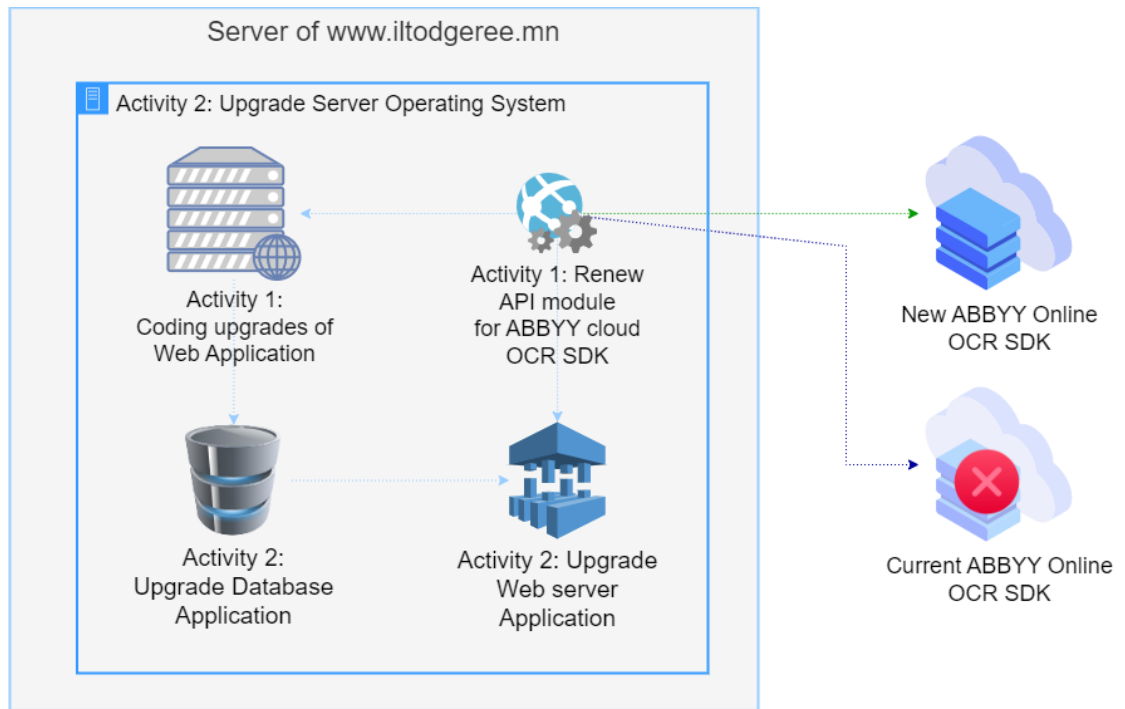 Server of www.iltodgeree.mn
Activity 2: Upgrade Server Operating System
Activity 1:
Coding upgrades of
Web Application
Activity 1: Renew
API module
for ABBYY cloud
OCR SDK
New ABBYY Online
OCR SDK
Activity 2:
Upgrade Database
Application
Activity 2: Upgrade
Web server
Application
Current ABBYY Online
OCR SDK